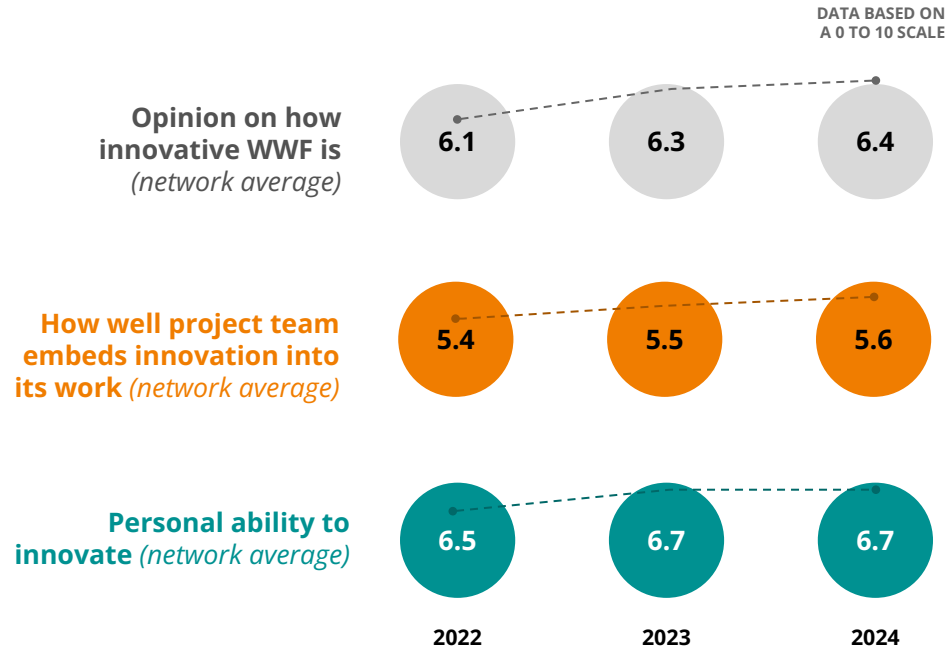 DATA BASED ON
A 0 TO 10 SCALE
Opinion on how
innovative WWF is
(network average)
6.1
6.3
6.4
How well project team
embeds innovation into
its work (network average)
5.4
5.5
5.6
Personal ability to
innovate (network average)
6.5
6.7
6.7
2022
2023
2024